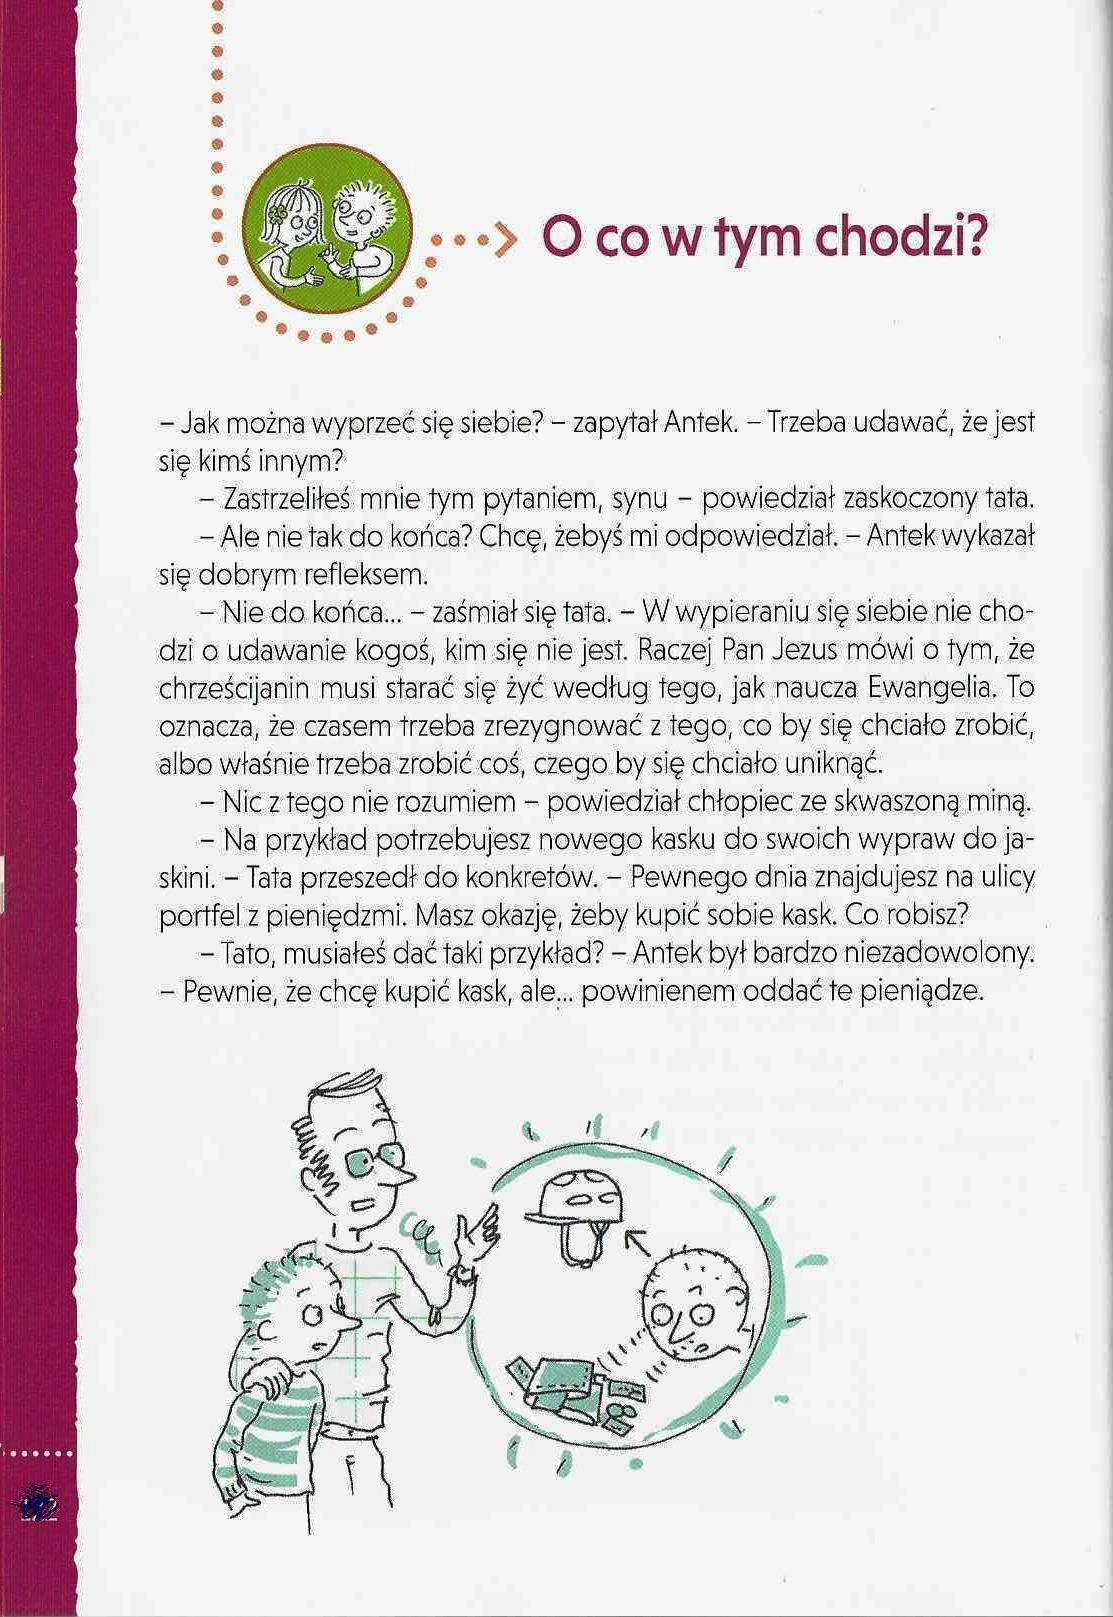 O co w tym chodzi?
– Jak można wyprzeć się siebie? – zapytał Antek. – Trzeba udawać, że jest
się kimś innym?
– Zastrzeliłeś mnie tym pytaniem, synu – powiedział zaskoczony tata.
– Ale nie tak do końca? Chcę, żebyś mi odpowiedział. – Antek wykazał
się dobrym refleksem.
– Nie do końca... – zaśmiał się tata. – W wypieraniu się siebie nie cho-
dzi o udawanie kogoś, kim się nie jest. Raczej Pan Jezus mówi o tym, że
chrześcijanin musi starać się żyć według tego, jak naucza Ewangelia. To
oznacza, że czasem trzeba zrezygnować z tego, co by się chciało zrobić,
albo właśnie trzeba zrobić coś, czego by się chciało uniknąć.
– Nic z tego nie rozumiem – powiedział chłopiec ze skwaszoną miną.
– Na przykład potrzebujesz nowego kasku do swoich wypraw do ja-
skini. – Tata przeszedł do konkretów. – Pewnego dnia znajdujesz na ulicy
portfel z pieniędzmi. Masz okazję, żeby kupić sobie kask. Co robisz?
– Tato, musiałeś dać taki przykład? – Antek był bardzo niezadowolony.
– Pewnie, że chcę kupić kask, ale... powinienem oddać te pieniądze.